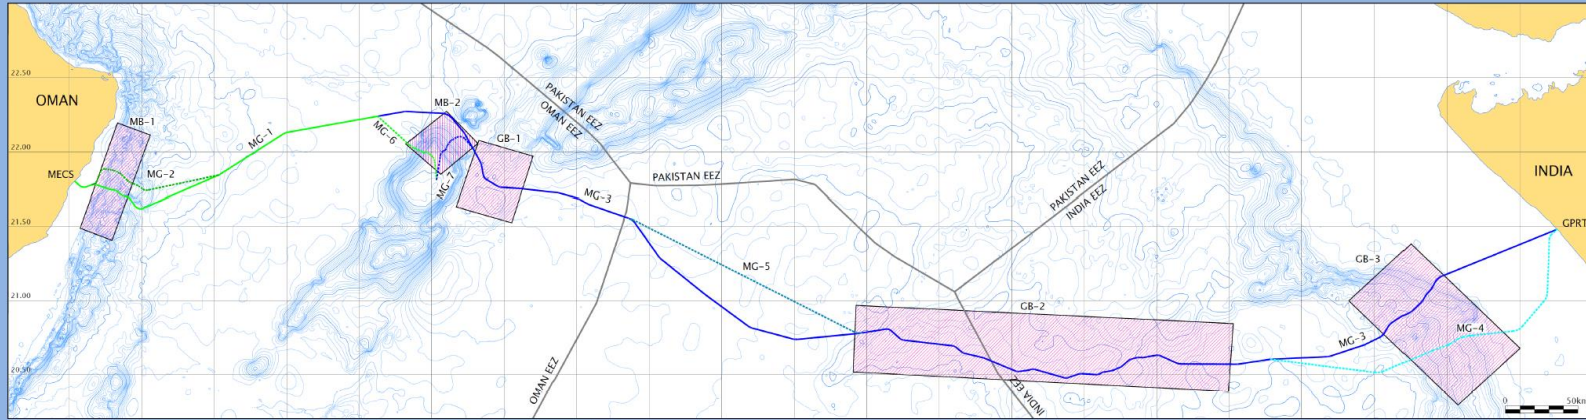 22.50
OMAN
MB-1
22.00
MECS
MG-2
MG-1
MG-6
MB-2
MG-7
GB-1
PAKISTAN EEZ
OMAN EEZ
PAKISTAN EEZ
MG-3
PAKISTAN EEZ
INDIA EEZ
INDIA
21.50
GPRT
MG-5
GB-3
21.00
GB-2
MG-4
MG-3
20.50
OMAN EEZ
INDIA EEZ
0 50km